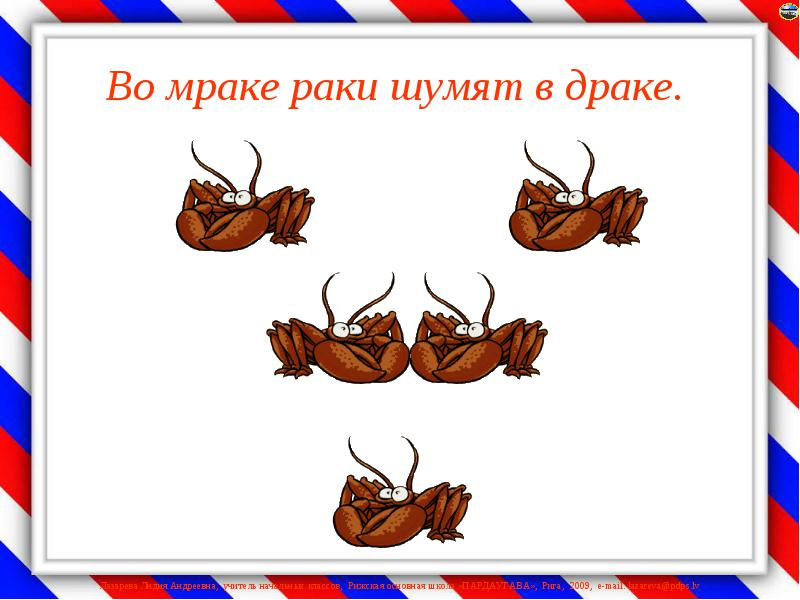 Во мраке раки шумят в драке.
Лазарева Лидия Андреевна, учитель начальных классов, Рижская основная школа «ПАРДАУГАВА», Рига, 2009, e-mail: lazareva@pdps.lv